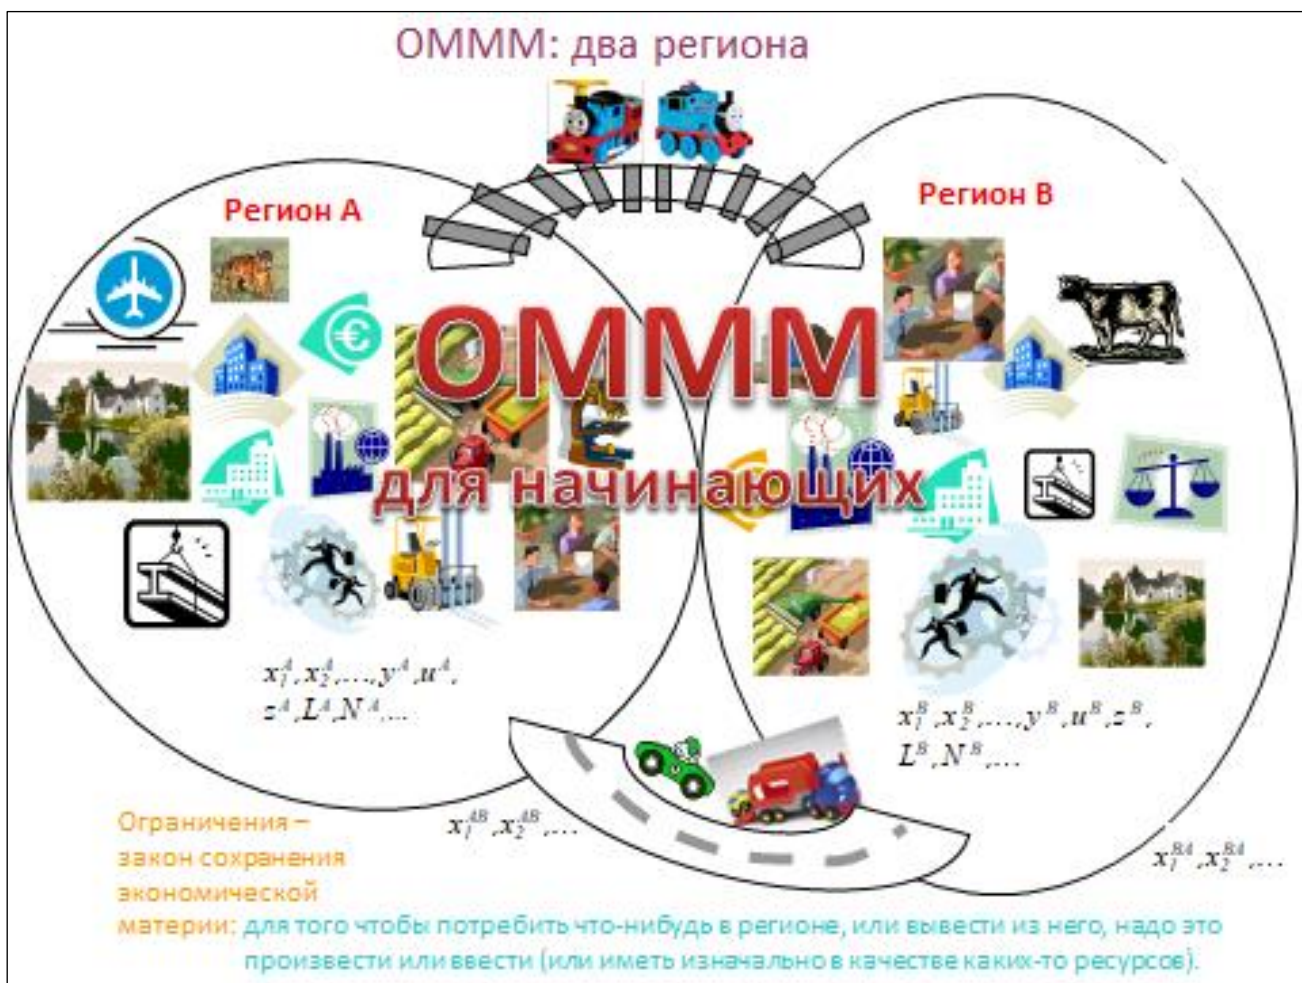 ОМММ: два региона
Регион А
Регион В
ОМММ
для начинающих
x₁ᴬ, x₂ᴬ, ..., yᴬ, uᴬ,
zᴬ, Lᴬ, Nᴬ, ...
x₁ᴮ, x₂ᴮ, ..., yᴮ, uᴮ, zᴮ,
Lᴮ, Nᴮ, ...
x₁ᴬᴮ, x₂ᴬᴮ, ...
x₁ᴮᴬ, x₂ᴮᴬ, ...
Ограничения –
закон сохранения
экономической
материи: для того чтобы потребить что-нибудь в регионе, или вывести из него, надо это
произвести или ввести (или иметь изначально в качестве каких-то ресурсов).